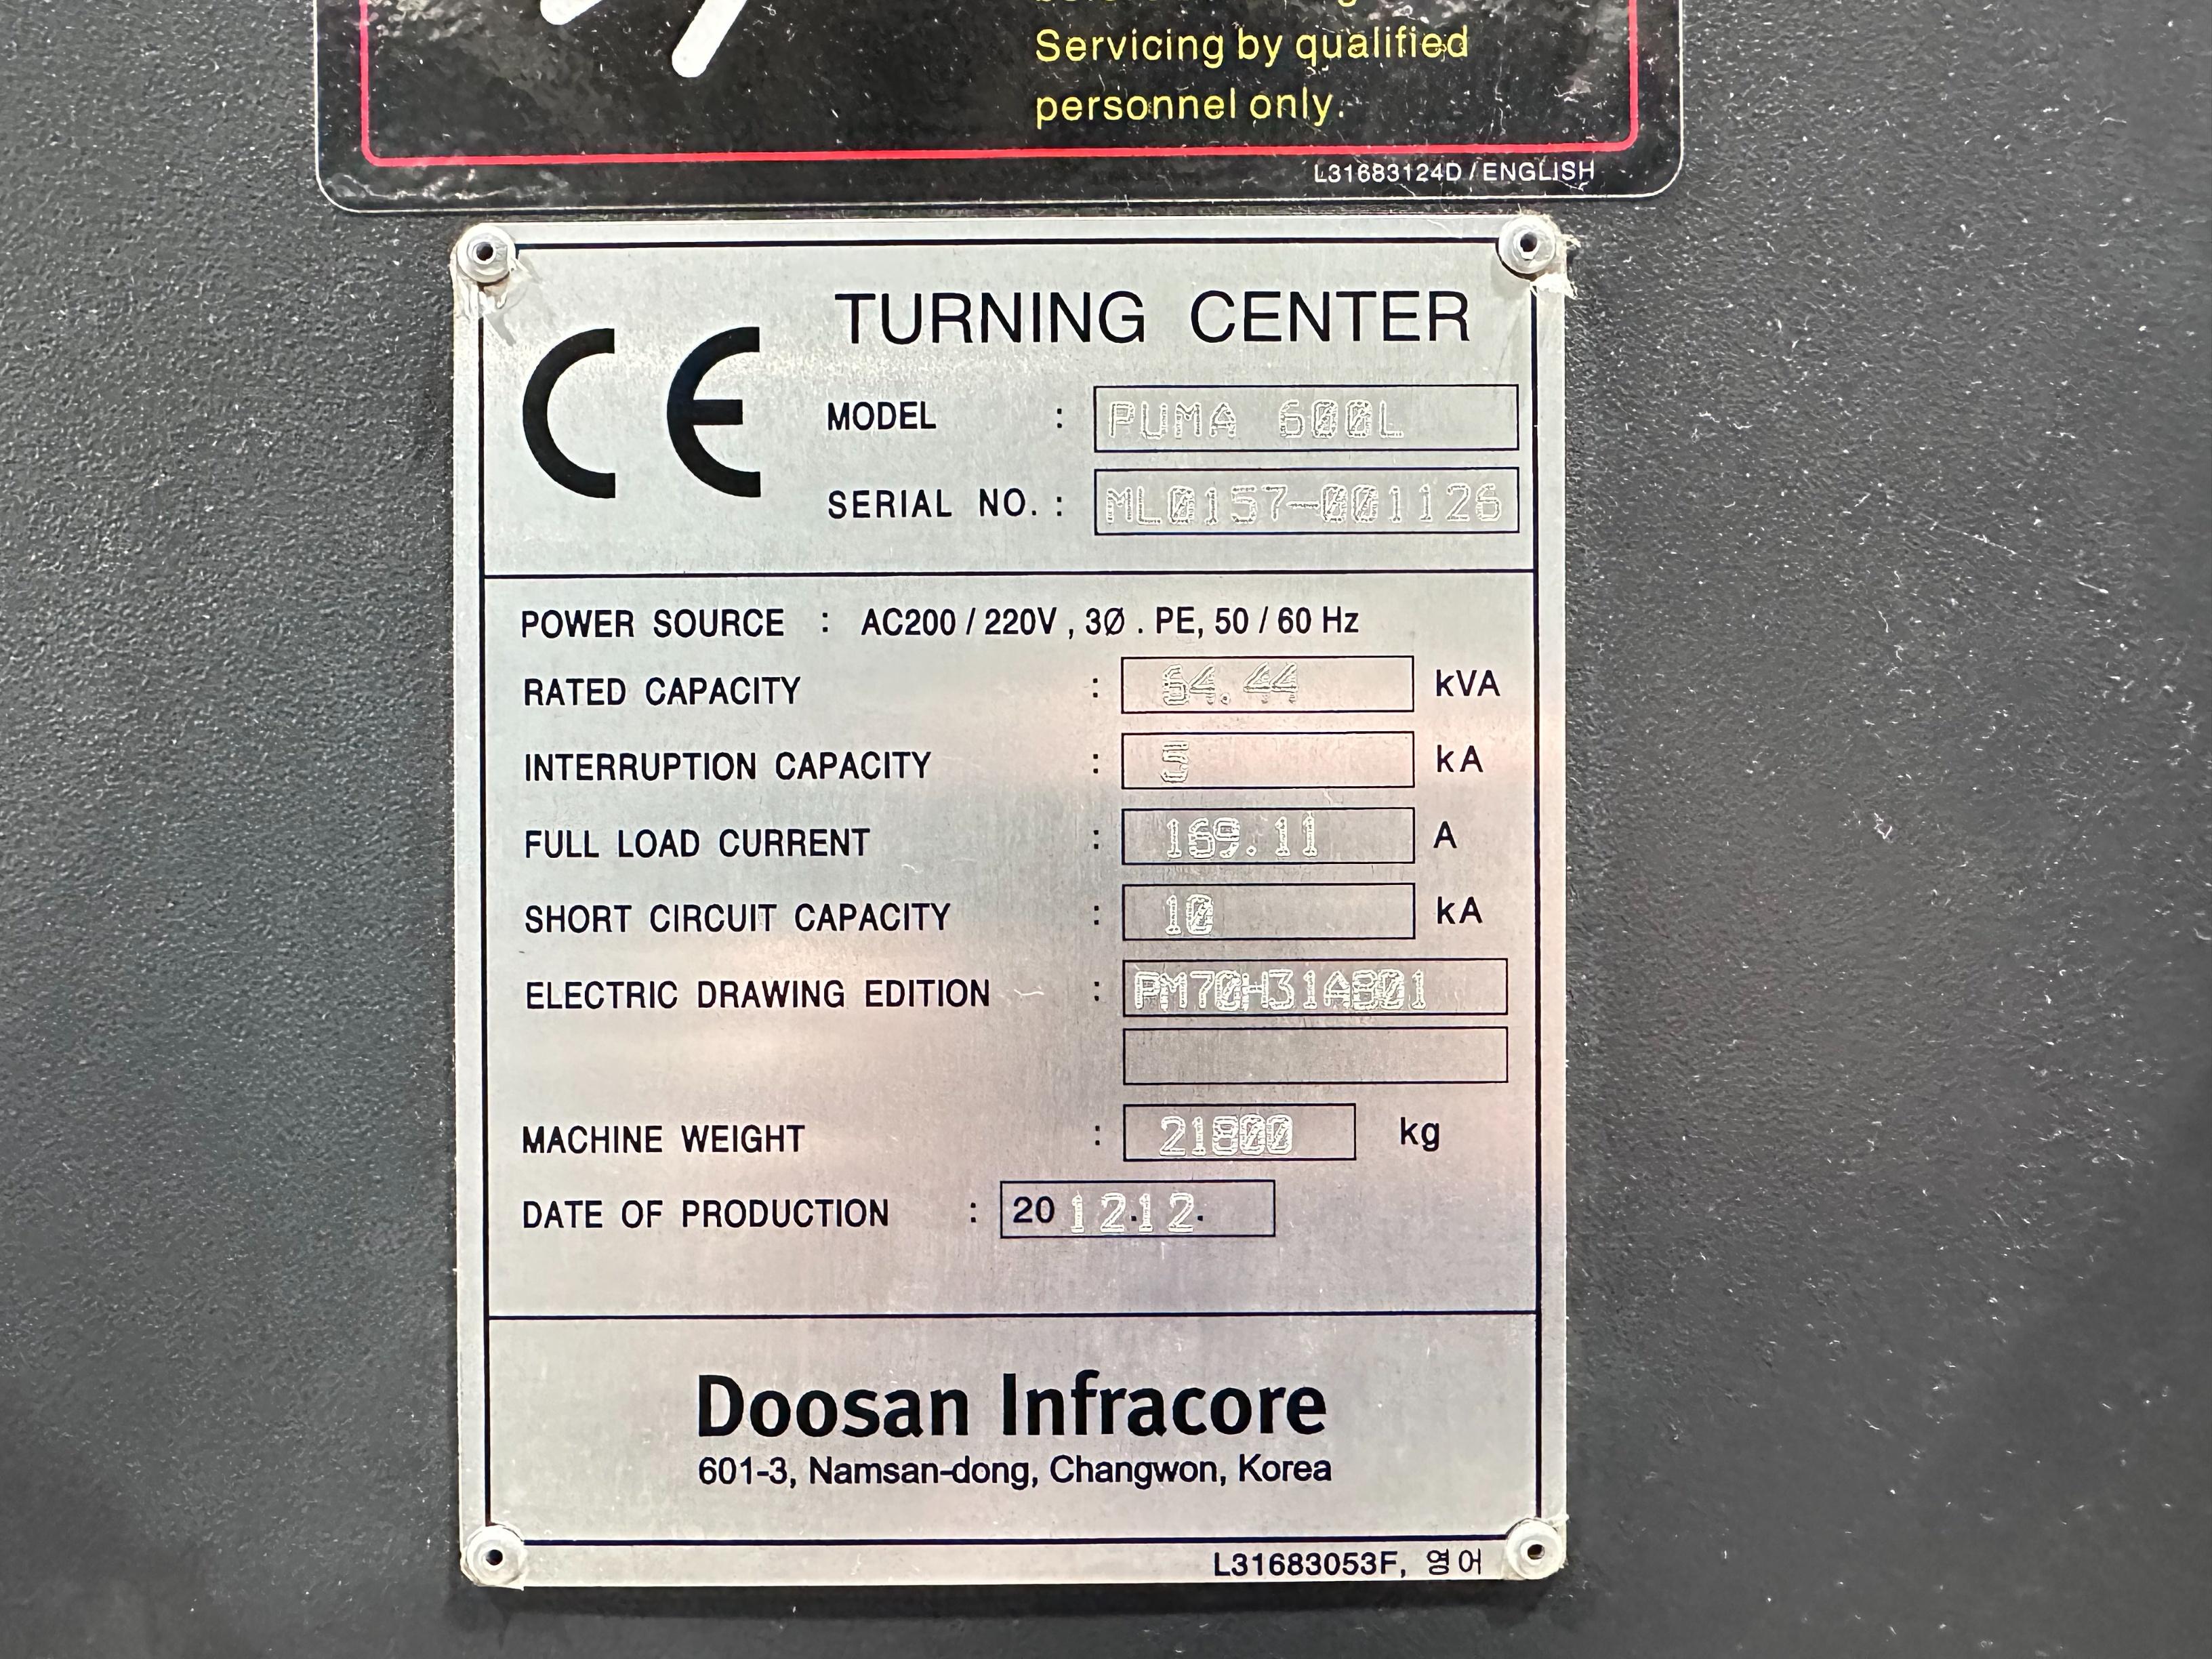 Servicing by qualified
personnel only.
L31683124D / ENGLISH
CE
TURNING CENTER
MODEL : PUMA 600L
SERIAL NO. : ML0157-001126
POWER SOURCE : AC200 / 220V , 3Ø . PE, 50 / 60 Hz
RATED CAPACITY : 64.44 kVA
INTERRUPTION CAPACITY : 5 kA
FULL LOAD CURRENT : 169.11 A
SHORT CIRCUIT CAPACITY : 10 kA
ELECTRIC DRAWING EDITION : PM70H31AB01
MACHINE WEIGHT : 21800 kg
DATE OF PRODUCTION : 20 12.12.
Doosan Infracore
601-3, Namsan-dong, Changwon, Korea
L31683053F, 영어